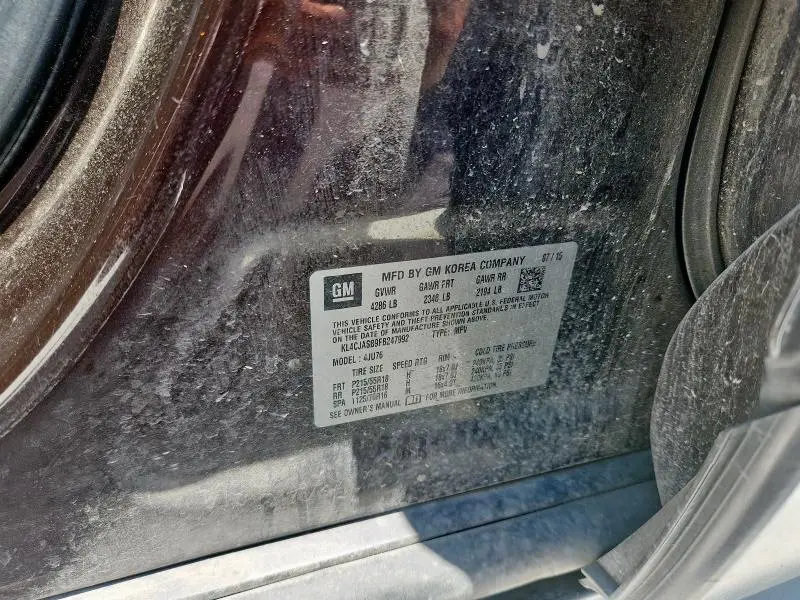 GM
MFD BY GM KOREA COMPANY 07/15
GVWR GAWR FRT GAWR RR
4286 LB 2348 LB 2194 LB
THIS VEHICLE CONFORMS TO ALL APPLICABLE U.S. FEDERAL MOTOR
VEHICLE SAFETY AND THEFT PREVENTION STANDARDS IN EFFECT
ON THE DATE OF MANUFACTURE SHOWN ABOVE.
TYPE: MPV
MODEL: 4JU76
TIRE SIZE SPEED RTG RIM COLD TIRE PRESSURE
FRT P215/55R18 H
RR P215/55R18 H
SPA M
SEE OWNER'S MANUAL FOR MORE INFORMATION.